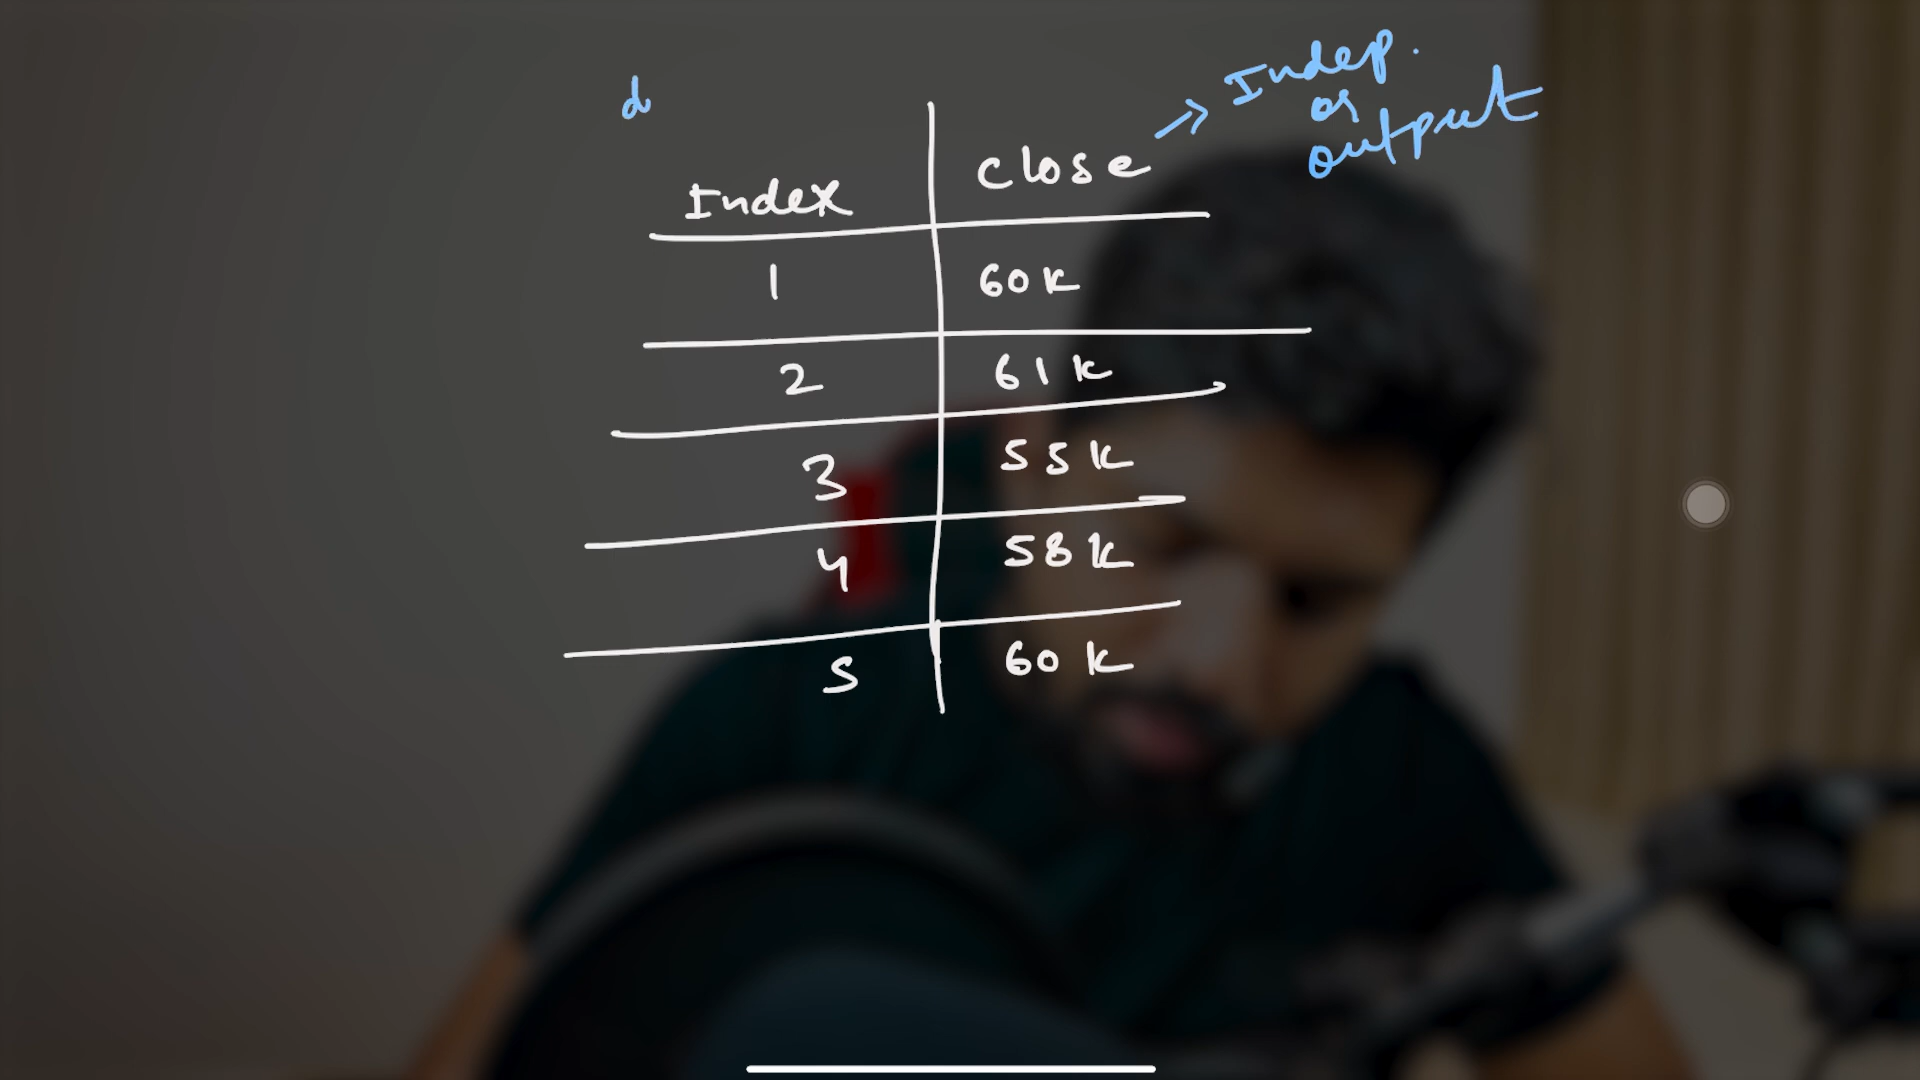 d
Indep.
or
output
Index close
1 60k
2 61k
3 55k
4 58k
5 60k